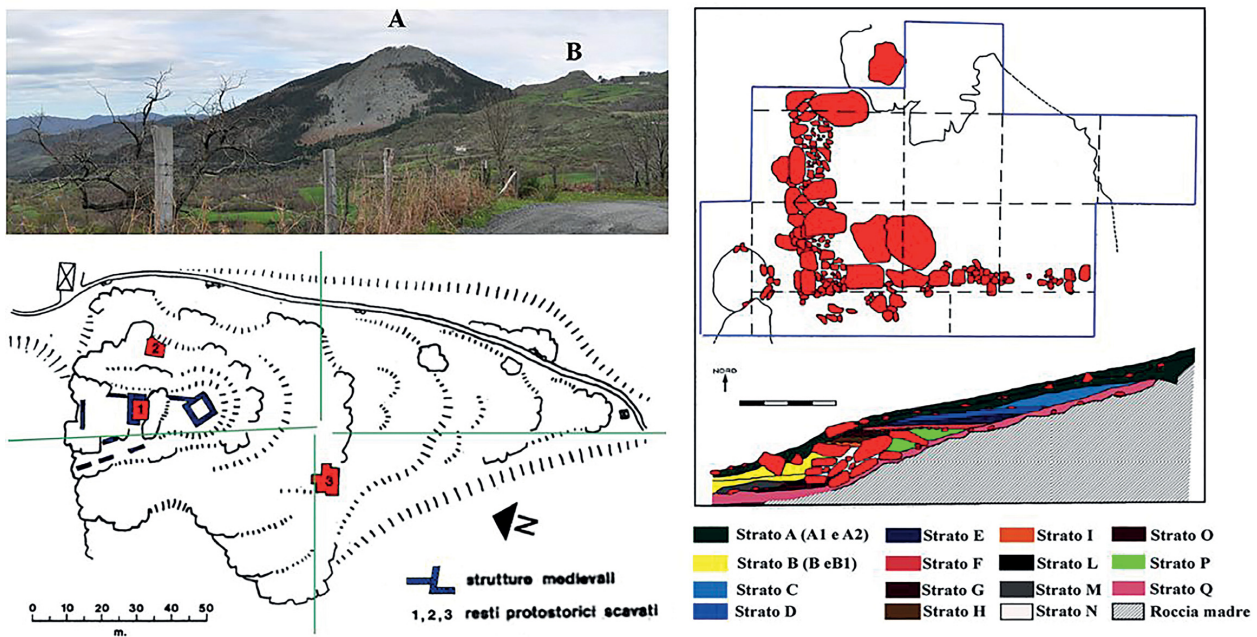 A
B
2
1
3
N
strutture medievali
1,2,3 resti protostorici scavati
0 10 20 30 40 50
m.
NORD
Strato A (A1 e A2)
Strato B (B eB1)
Strato C
Strato D
Strato E
Strato F
Strato G
Strato H
Strato I
Strato L
Strato M
Strato N
Strato O
Strato P
Strato Q
Roccia madre